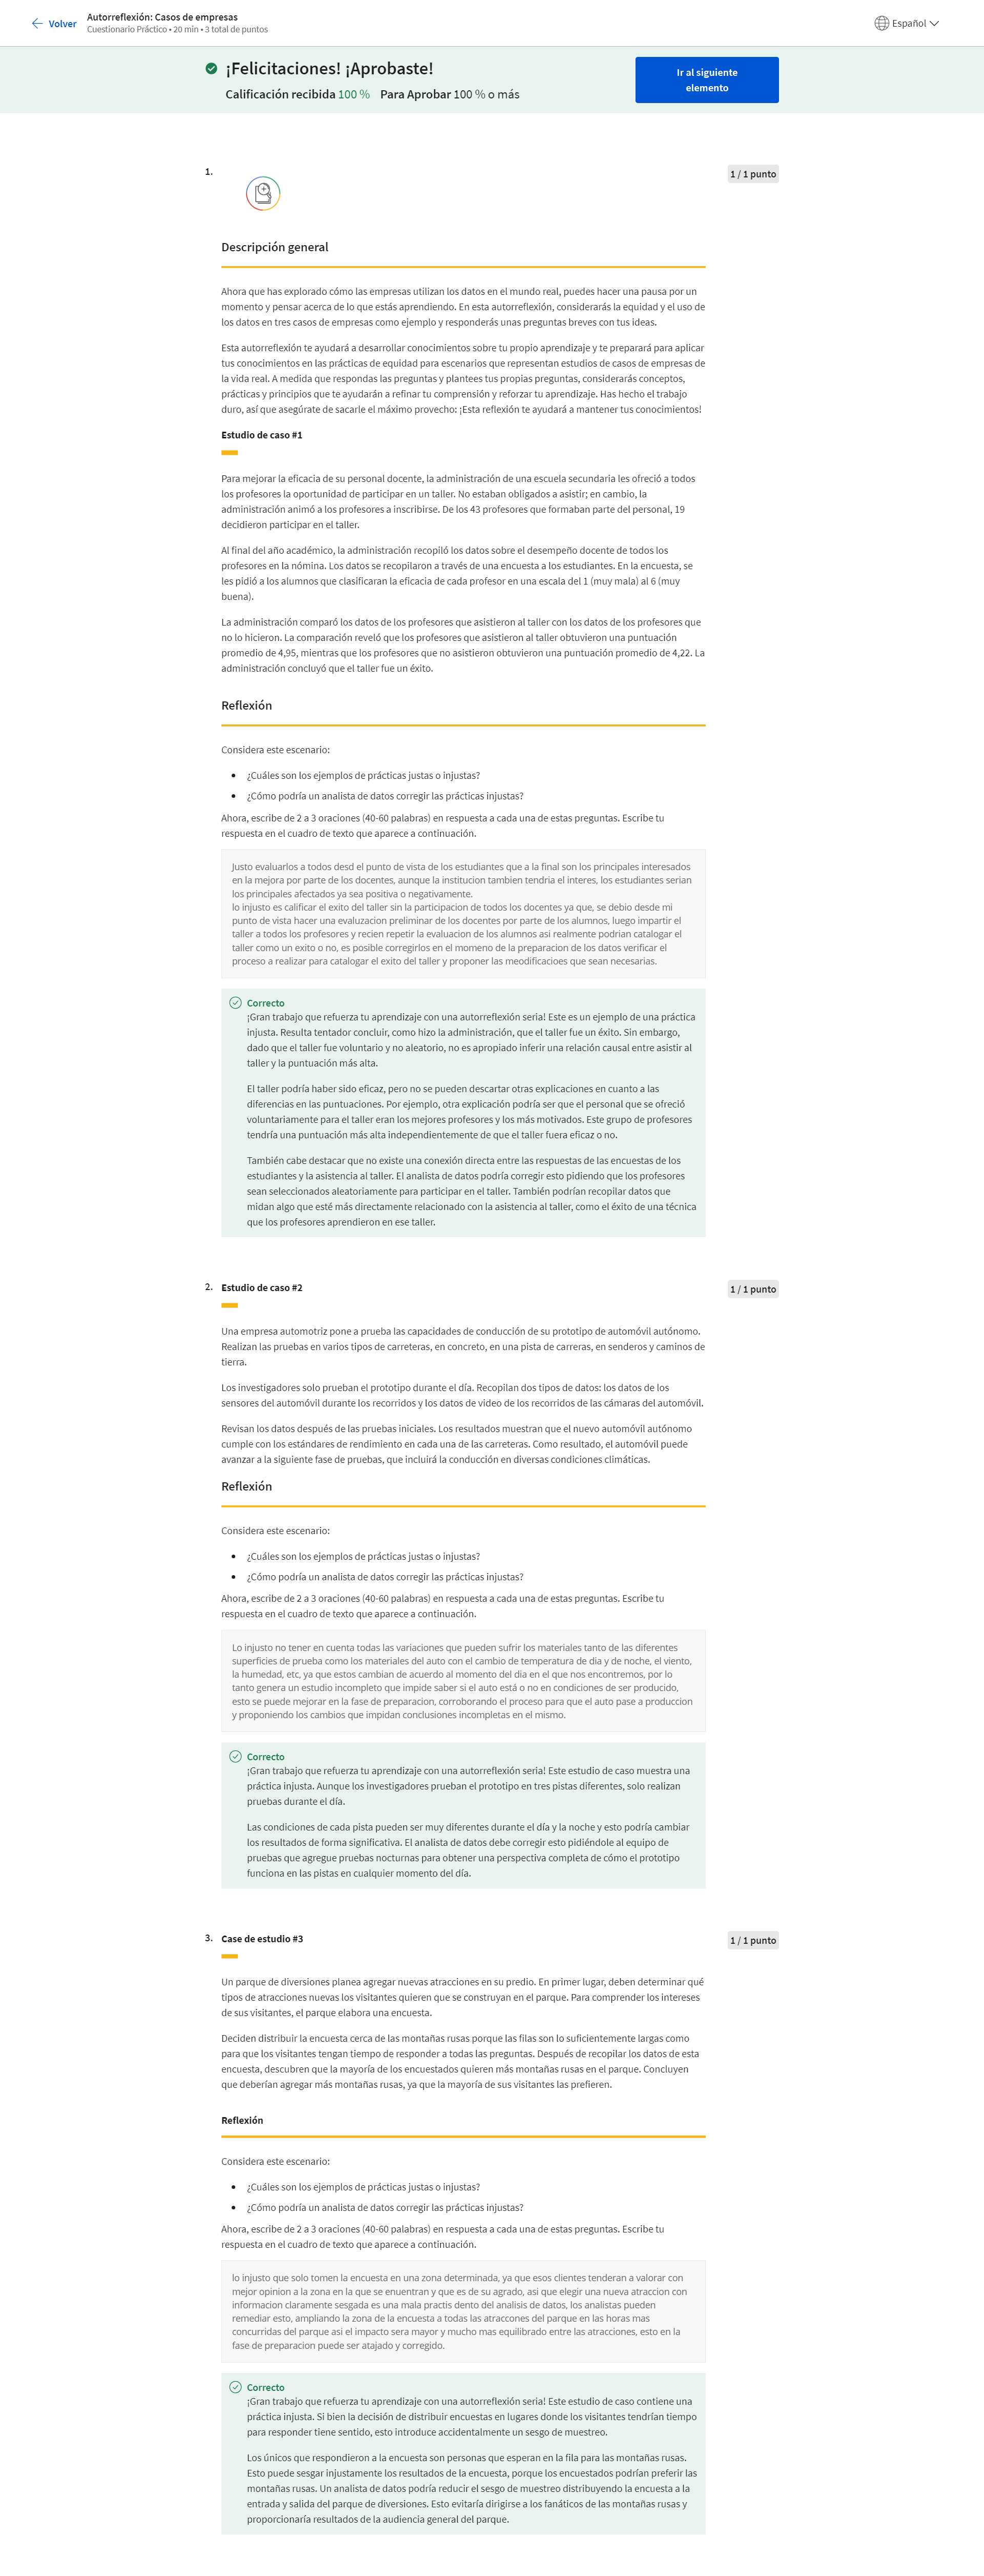 Volver
Autorreflexión: Casos de empresas
Cuestionario Práctico • 20 min • 3 total de puntos
Español
¡Felicitaciones! ¡Aprobaste!
Calificación recibida 100 % Para Aprobar 100 % o más
Ir al siguiente
elemento
1.
1 / 1 punto
Descripción general
Ahora que has explorado cómo las empresas utilizan los datos en el mundo real, puedes hacer una pausa por un
momento y pensar acerca de lo que estás aprendiendo. En esta autorreflexión, considerarás la equidad y el uso de
los datos en tres casos de empresas como ejemplo y responderás unas preguntas breves con tus ideas.
Esta autorreflexión te ayudará a desarrollar conocimientos sobre tu propio aprendizaje y te preparará para aplicar
tus conocimientos en las prácticas de equidad para escenarios que representan estudios de casos de empresas de
la vida real. A medida que respondas las preguntas y plantees tus propias preguntas, considerarás conceptos,
prácticas y principios que te ayudarán a refinar tu comprensión y reforzar tu aprendizaje. Has hecho el trabajo
duro, así que asegúrate de sacarle el máximo provecho: ¡Esta reflexión te ayudará a mantener tus conocimientos!
Estudio de caso #1
Para mejorar la eficacia de su personal docente, la administración de una escuela secundaria les ofreció a todos
los profesores la oportunidad de participar en un taller. No estaban obligados a asistir; en cambio, la
administración animó a los profesores a inscribirse. De los 43 profesores que formaban parte del personal, 19
decidieron participar en el taller.
Al final del año académico, la administración recopiló los datos sobre el desempeño docente de todos los
profesores en la nómina. Los datos se recopilaron a través de una encuesta a los estudiantes. En la encuesta, se
les pidió a los alumnos que clasificaran la eficacia de cada profesor en una escala del 1 (muy mala) al 6 (muy
buena).
La administración comparó los datos de los profesores que asistieron al taller con los datos de los profesores que
no lo hicieron. La comparación reveló que los profesores que asistieron al taller obtuvieron una puntuación
promedio de 4,95, mientras que los profesores que no asistieron obtuvieron una puntuación promedio de 4,22. La
administración concluyó que el taller fue un éxito.
Reflexión
Considera este escenario:
• ¿Cuáles son los ejemplos de prácticas justas o injustas?
• ¿Cómo podría un analista de datos corregir las prácticas injustas?
Ahora, escribe de 2 a 3 oraciones (40-60 palabras) en respuesta a cada una de estas preguntas. Escribe tu
respuesta en el cuadro de texto que aparece a continuación.
Justo evaluarlos a todos desd el punto de vista de los estudiantes que a la final son los principales interesados
en la mejora por parte de los docentes, aunque la institucion tambien tendria el interes, los estudiantes serian
los principales afectados ya sea positiva o negativamente.
lo injusto es calificar el exito del taller sin la participacion de todos los docentes ya que, se debio desde mi
punto de vista hacer una evaluzacion preliminar de los docentes por parte de los alumnos, luego impartir el
taller a todos los profesores y recien repetir la evaluacion de los alumnos asi realmente podrian catalogar el
taller como un exito o no, es posible corregirlos en el momeno de la preparacion de los datos verificar el
proceso a realizar para catalogar el exito del taller y proponer las meodificacioes que sean necesarias.
Correcto
¡Gran trabajo que refuerza tu aprendizaje con una autorreflexión seria! Este es un ejemplo de una práctica
injusta. Resulta tentador concluir, como hizo la administración, que el taller fue un éxito. Sin embargo,
dado que el taller fue voluntario y no aleatorio, no es apropiado inferir una relación causal entre asistir al
taller y la puntuación más alta.
El taller podría haber sido eficaz, pero no se pueden descartar otras explicaciones en cuanto a las
diferencias en las puntuaciones. Por ejemplo, otra explicación podría ser que el personal que se ofreció
voluntariamente para el taller eran los mejores profesores y los más motivados. Este grupo de profesores
tendría una puntuación más alta independientemente de que el taller fuera eficaz o no.
También cabe destacar que no existe una conexión directa entre las respuestas de las encuestas de los
estudiantes y la asistencia al taller. El analista de datos podría corregir esto pidiendo que los profesores
sean seleccionados aleatoriamente para participar en el taller. También podrían recopilar datos que
midan algo que esté más directamente relacionado con la asistencia al taller, como el éxito de una técnica
que los profesores aprendieron en ese taller.
2.
Estudio de caso #2
1 / 1 punto
Una empresa automotriz pone a prueba las capacidades de conducción de su prototipo de automóvil autónomo.
Realizan las pruebas en varios tipos de carreteras, en concreto, en una pista de carreras, en senderos y caminos de
tierra.
Los investigadores solo prueban el prototipo durante el día. Recopilan dos tipos de datos: los datos de los
sensores del automóvil durante los recorridos y los datos de video de los recorridos de las cámaras del automóvil.
Revisan los datos después de las pruebas iniciales. Los resultados muestran que el nuevo automóvil autónomo
cumple con los estándares de rendimiento en cada una de las carreteras. Como resultado, el automóvil puede
avanzar a la siguiente fase de pruebas, que incluirá la conducción en diversas condiciones climáticas.
Reflexión
Considera este escenario:
• ¿Cuáles son los ejemplos de prácticas justas o injustas?
• ¿Cómo podría un analista de datos corregir las prácticas injustas?
Ahora, escribe de 2 a 3 oraciones (40-60 palabras) en respuesta a cada una de estas preguntas. Escribe tu
respuesta en el cuadro de texto que aparece a continuación.
Lo injusto no tener en cuenta todas las variaciones que pueden sufrir los materiales tanto de las diferentes
superficies de prueba como los materiales del auto con el cambio de temperatura de dia y de noche, el viento,
la humedad, etc, ya que estos cambian de acuerdo al momento del dia en el que nos encontremos, por lo
tanto genera un estudio incompleto que impide saber si el auto está o no en condiciones de ser producido,
esto se puede mejorar en la fase de preparacion, corroborando el proceso para que el auto pase a produccion
y proponiendo los cambios que impidan conclusiones incompletas en el mismo.
Correcto
¡Gran trabajo que refuerza tu aprendizaje con una autorreflexión seria! Este estudio de caso muestra una
práctica injusta. Aunque los investigadores prueban el prototipo en tres pistas diferentes, solo realizan
pruebas durante el día.
Las condiciones de cada pista pueden ser muy diferentes durante el día y la noche y esto podría cambiar
los resultados de forma significativa. El analista de datos debe corregir esto pidiéndole al equipo de
pruebas que agregue pruebas nocturnas para obtener una perspectiva completa de cómo el prototipo
funciona en las pistas en cualquier momento del día.
3.
Case de estudio #3
1 / 1 punto
Un parque de diversiones planea agregar nuevas atracciones en su predio. En primer lugar, deben determinar qué
tipos de atracciones nuevas los visitantes quieren que se construyan en el parque. Para comprender los intereses
de sus visitantes, el parque elabora una encuesta.
Deciden distribuir la encuesta cerca de las montañas rusas porque las filas son lo suficientemente largas como
para que los visitantes tengan tiempo de responder a todas las preguntas. Después de recopilar los datos de esta
encuesta, descubren que la mayoría de los encuestados quieren más montañas rusas en el parque. Concluyen
que deberían agregar más montañas rusas, ya que la mayoría de sus visitantes las prefieren.
Reflexión
Considera este escenario:
• ¿Cuáles son los ejemplos de prácticas justas o injustas?
• ¿Cómo podría un analista de datos corregir las prácticas injustas?
Ahora, escribe de 2 a 3 oraciones (40-60 palabras) en respuesta a cada una de estas preguntas. Escribe tu
respuesta en el cuadro de texto que aparece a continuación.
lo injusto que solo tomen la encuesta en una zona determinada, ya que esos clientes tenderan a valorar con
mejor opinion a la zona en la que se enuentran y que es de su agrado, asi que elegir una nueva atraccion con
informacion claramente sesgada es una mala practis dento del analisis de datos, los analistas pueden
remediar esto, ampliando la zona de la encuesta a todas las atraccones del parque en las horas mas
concurridas del parque asi el impacto sera mayor y mucho mas equilibrado entre las atracciones, esto en la
fase de preparacion puede ser atajado y corregido.
Correcto
¡Gran trabajo que refuerza tu aprendizaje con una autorreflexión seria! Este estudio de caso contiene una
práctica injusta. Si bien la decisión de distribuir encuestas en lugares donde los visitantes tendrían tiempo
para responder tiene sentido, esto introduce accidentalmente un sesgo de muestreo.
Los únicos que respondieron a la encuesta son personas que esperan en la fila para las montañas rusas.
Esto puede sesgar injustamente los resultados de la encuesta, porque los encuestados podrían preferir las
montañas rusas. Un analista de datos podría reducir el sesgo de muestreo distribuyendo la encuesta a la
entrada y salida del parque de diversiones. Esto evitaría dirigirse a los fanáticos de las montañas rusas y
proporcionaría resultados de la audiencia general del parque.